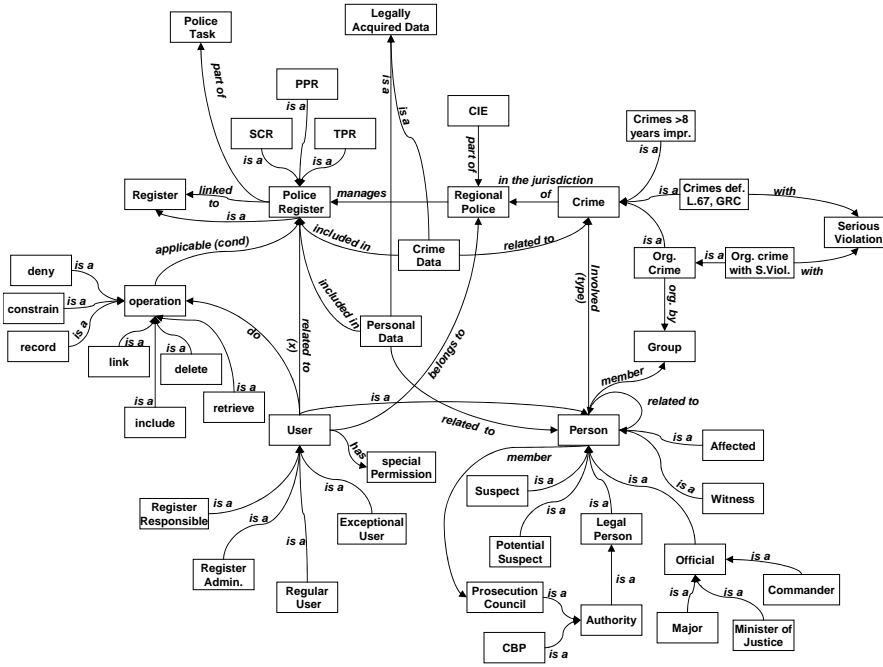 Police
Task
Legally
Acquired Data
part of
PPR
is a
is a
is a
SCR
TPR
is a
is a
CIE
part of
Crimes >8
years impr.
is a
Register
linked
to
is a
Police
Register
manages
Regional
Police
in the jurisdiction
of
Crime
is a
Crimes def.
L.67, GRC
with
Serious
Violation
applicable (cond)
included in
Crime
Data
related to
is a
Org.
Crime
is a
Org. crime
with S.Viol.
with
deny
is a
constrain
is a
record
is a
operation
link
is a
delete
is a
include
is a
retrieve
is a
do
related to
(x)
included in
Personal
Data
belongs to
Involved
(type)
org. by
Group
member
related to
is a
User
related to
Person
is a
Affected
is a
Witness
has
special
Permission
member
Suspect
is a
Potential
Suspect
is a
is a
Legal
Person
is a
Official
is a
Commander
Register
Responsible
is a
Register
Admin.
is a
is a
Regular
User
is a
Exceptional
User
Prosecution
Council
is a
CBP
is a
Authority
is a
is a
Major
is a
Minister of
Justice